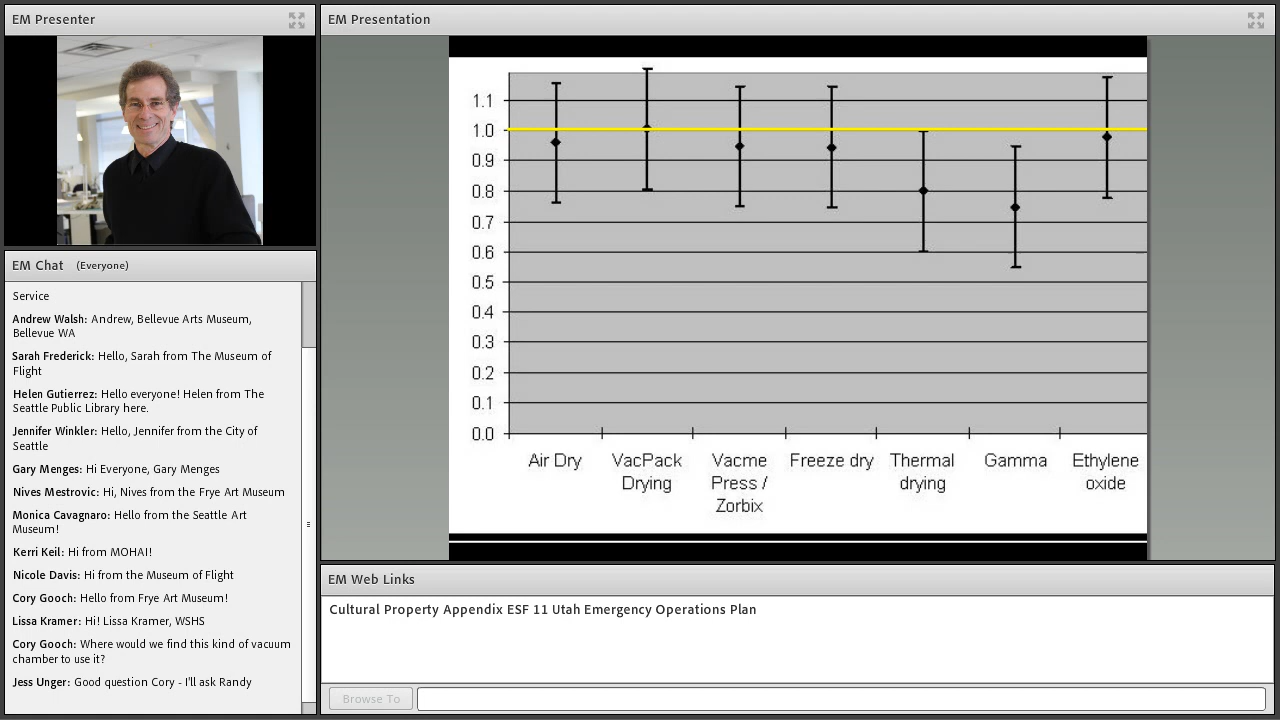 EM Presenter
EM Chat (Everyone)
Service
Andrew Walsh: Andrew, Bellevue Arts Museum,
Bellevue WA
Sarah Frederick: Hello, Sarah from The Museum of
Flight
Helen Gutierrez: Hello everyone! Helen from The
Seattle Public Library here.
Jennifer Winkler: Hello, Jennifer from the City of
Seattle
Gary Menges: Hi Everyone, Gary Menges
Nives Mestrovic: Hi, Nives from the Frye Art Museum
Monica Cavagnaro: Hello from the Seattle Art
Museum!
Kerri Keil: Hi from MOHAI!
Nicole Davis: Hi from the Museum of Flight
Cory Gooch: Hello from Frye Art Museum!
Lissa Kramer: Hi! Lissa Kramer, WSHS
Cory Gooch: Where would we find this kind of vacuum
chamber to use it?
Jess Unger: Good question Cory - I'll ask Randy
EM Presentation
1.1
1.0
0.9
0.8
0.7
0.6
0.5
0.4
0.3
0.2
0.1
0.0
Air Dry
VacPack
Drying
Vacme
Press /
Zorbix
Freeze dry
Thermal
drying
Gamma
Ethylene
oxide
EM Web Links
Cultural Property Appendix ESF 11 Utah Emergency Operations Plan
Browse To